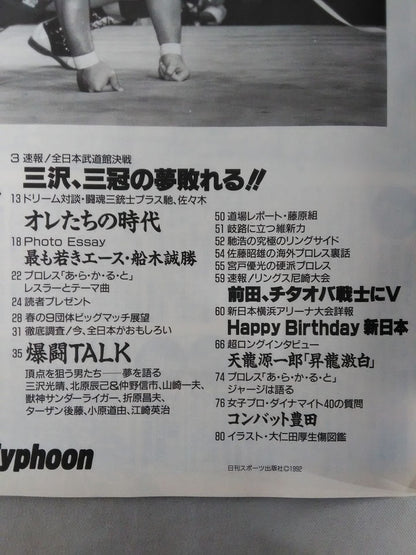 3 速報/全日本武道館決戦
三沢、三冠の夢敗れる!!
13 ドリーム対談・闘魂三銃士プラス馳、佐々木
オレたちの時代
18 Photo Essay
最も若きエース・船木誠勝
22 プロレス「あ・ら・か・る・と」
レスラーとテーマ曲
24 読者プレゼント
28 春の9団体ビッグマッチ展望
31 徹底調査/今、全日本がおもしろい
35 爆闘TALK
頂点を狙う男たち──夢を語る
三沢光晴、北原辰己&仲野信市、山崎一夫、
獣神サンダーライガー、折原昌夫、
ターザン後藤、小原道由、江崎英治
50 道場レポート・藤原組
51 岐路に立つ維新力
52 馳浩の究極のリングサイド
54 佐藤昭雄の海外プロレス裏話
55 宮戸優光の硬派プロレス
59 速報/リングス尼崎大会
前田、チタオバ戦士にV
60 新日本横浜アリーナ大会詳報
Happy Birthday 新日本
66 超ロングインタビュー
天龍源一郎「昇龍激白」
74 プロレス「あ・ら・か・る・と」
ジャージは語る
76 女子プロ・ダイナマイト40の質問
コンバット豊田
80 イラスト・大仁田厚生傷図鑑
yphoon
日刊スポーツ出版社©1992